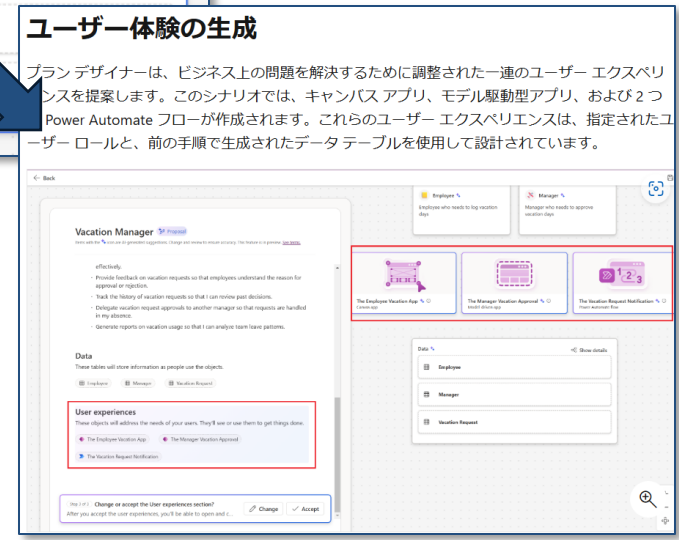 ユーザー体験の生成
プラン デザイナーは、ビジネス上の問題を解決するために調整された一連のユーザー エクスペリ
ンスを提案します。このシナリオでは、キャンバス アプリ、モデル駆動型アプリ、および 2 つ
Power Automate フローが作成されます。これらのユーザー エクスペリエンスは、指定されたユ
ーザー ロールと、前の手順で生成されたデータ テーブルを使用して設計されています。
← Back
Vacation Manager Proposal
effectively.
· Provide feedback on vacation requests so that employees understand the reason for
approval or rejection.
· Track the history of vacation requests so that I can review past decisions.
· Delegate vacation request approvals to another manager so that requests are handled
in my absence.
· Generate reports on vacation usage so that I can analyze team leave patterns.
Data
These tables will store information as people use the objects.
Employee Manager Vacation Request
User experiences
These objects will address the needs of your users. They'll see or use them to get things done.
The Employee Vacation App The Manager Vacation Approval
The Vacation Request Notification
Step 3 of 3 Change or accept the User experiences section?
After you accept the user experiences, you'll be able to open and c...
Change Accept
Employee
Employee who needs to log vacation
days
Manager
Manager who needs to approve
vacation days
The Employee Vacation App
Canvas app
The Manager Vacation Approval
Model-driven app
1 2 3
The Vacation Request Notification
Power Automate flow
Data
Show details
Employee
Manager
Vacation Request